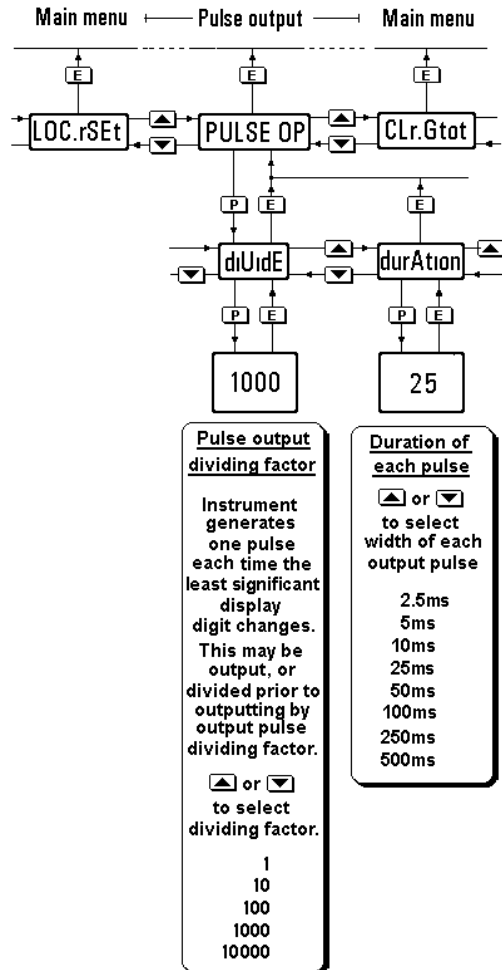 Main menu Pulse output Main menu
E E E
LOC.rSEt PULSE OP CLr.Gtot
P E E
dıUıdE durAtıon
P E P E
1000 25
Pulse output
dividing factor
Instrument
generates
one pulse
each time the
least significant
display
digit changes.
This may be
output, or
divided prior to
outputting by
output pulse
dividing factor.
or
to select
dividing factor.
1
10
100
1000
10000
Duration of
each pulse
or
to select
width of each
output pulse
2.5ms
5ms
10ms
25ms
50ms
100ms
250ms
500ms